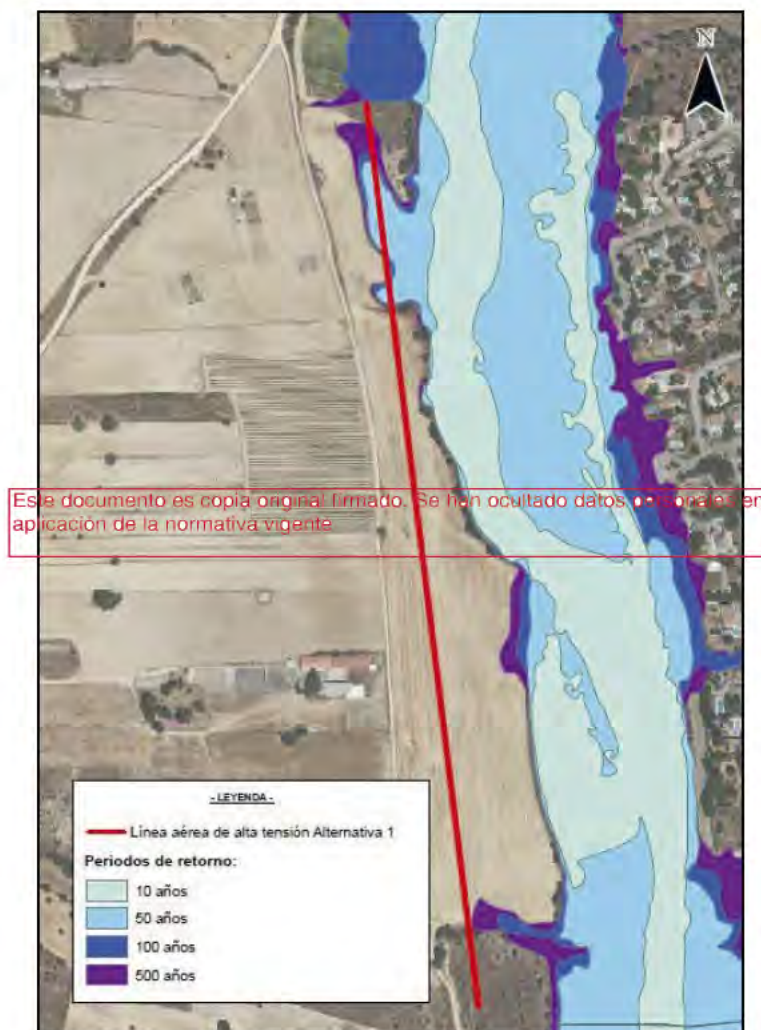 N
Este documento es copia original firmado. Se han ocultado datos personales en
aplicación de la normativa vigente
- LEYENDA -
Línea aérea de alta tensión Alternativa 1
Periodos de retorno:
10 años
50 años
100 años
500 años